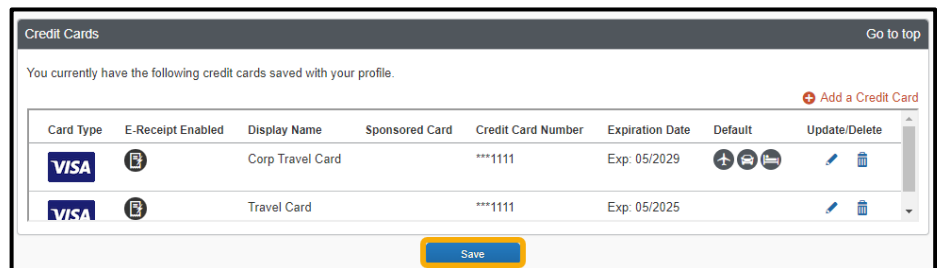 Credit Cards Go to top
You currently have the following credit cards saved with your profile.
Add a Credit Card
Card Type E-Receipt Enabled Display Name Sponsored Card Credit Card Number Expiration Date Default Update/Delete
VISA Corp Travel Card ***1111 Exp: 05/2029
VISA Travel Card ***1111 Exp: 05/2025
Save